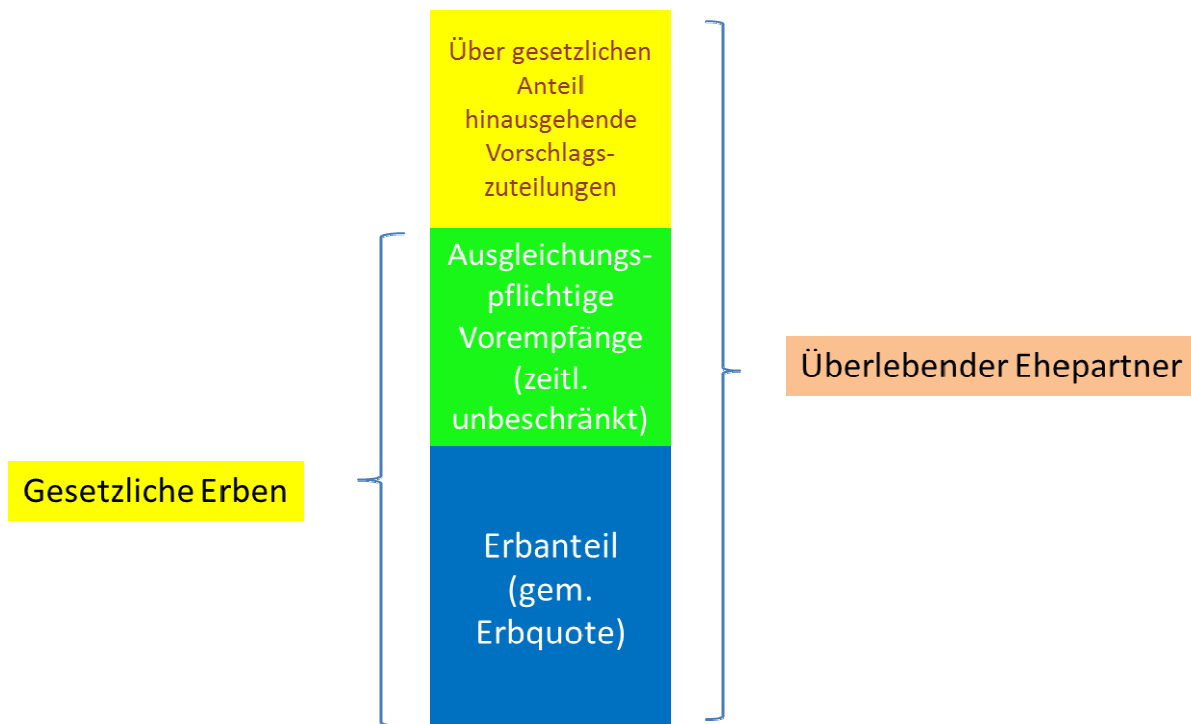 Über gesetzlichen
Anteil
hinausgehende
Vorschlags-
zuteilungen
Ausgleichungs-
pflichtige
Vorempfänge
(zeitl.
unbeschränkt)
Überlebender Ehepartner
Gesetzliche Erben
Erbanteil
(gem.
Erbquote)